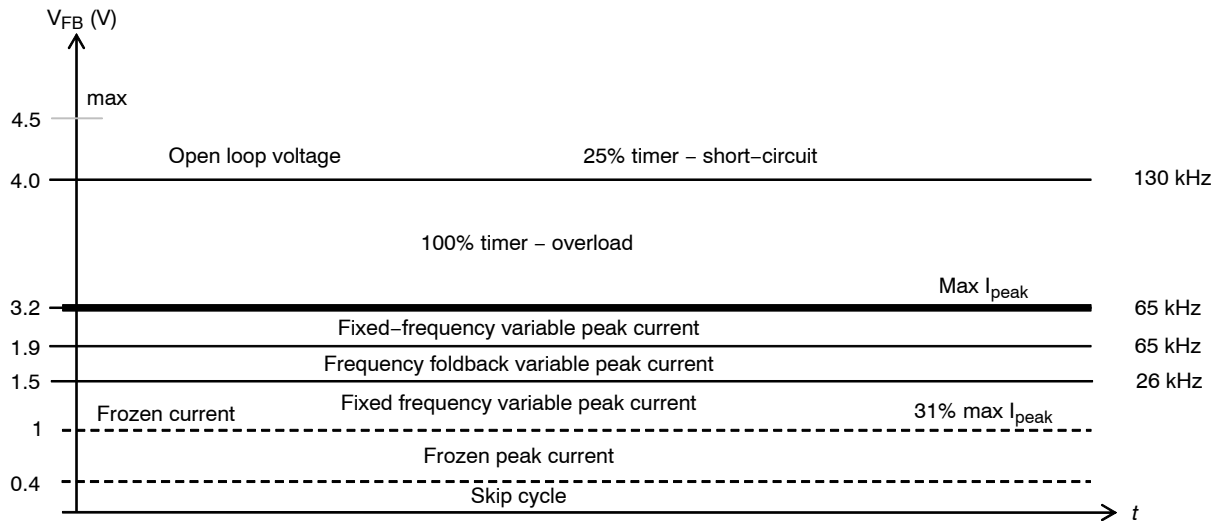 V_FB (V)
max
4.5
Open loop voltage 25% timer − short−circuit
4.0 130 kHz
100% timer − overload
Max I_peak
3.2 65 kHz
Fixed−frequency variable peak current
1.9 65 kHz
Frequency foldback variable peak current
1.5 26 kHz
Fixed frequency variable peak current
Frozen current 31% max I_peak
1
Frozen peak current
0.4
Skip cycle
t